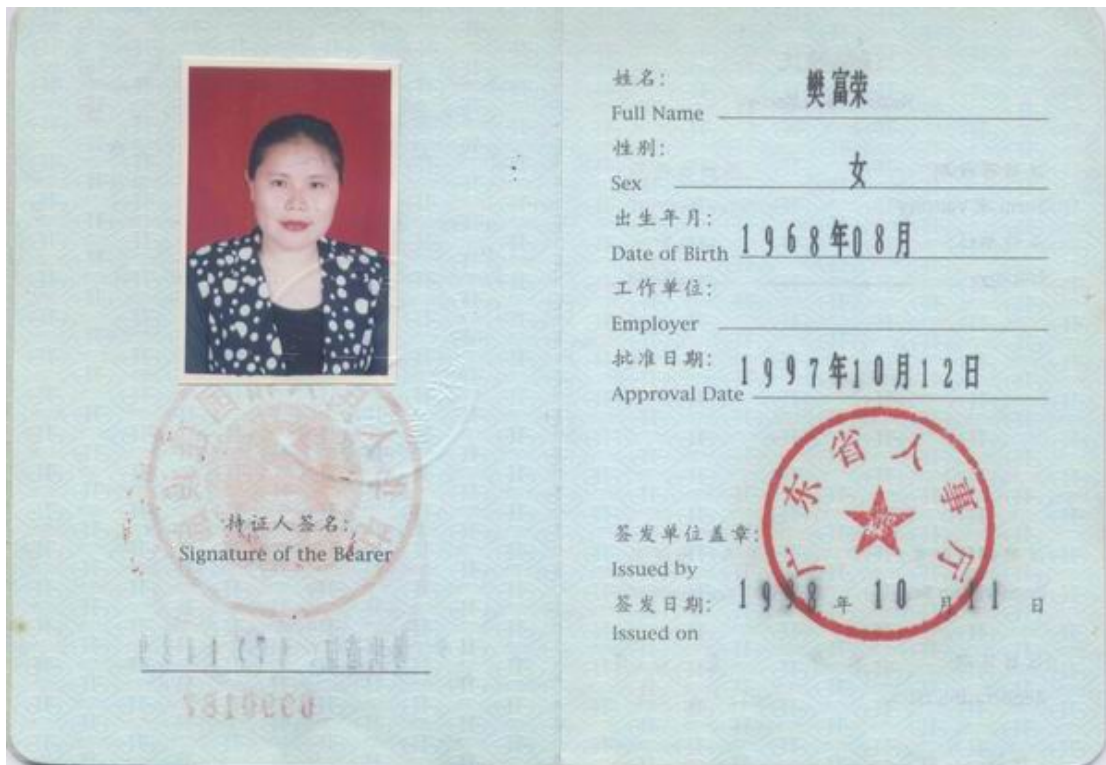 持证人签名:
Signature of the Bearer
0990187
姓名:
樊富荣
Full Name
性别:
女
Sex
出生年月:
Date of Birth 1968年08月
工作单位:
Employer
批准日期:
1997年10月12日
Approval Date
广东省人事厅
签发单位盖章:
Issued by
签发日期: 1998 年 10 月 11 日
Issued on